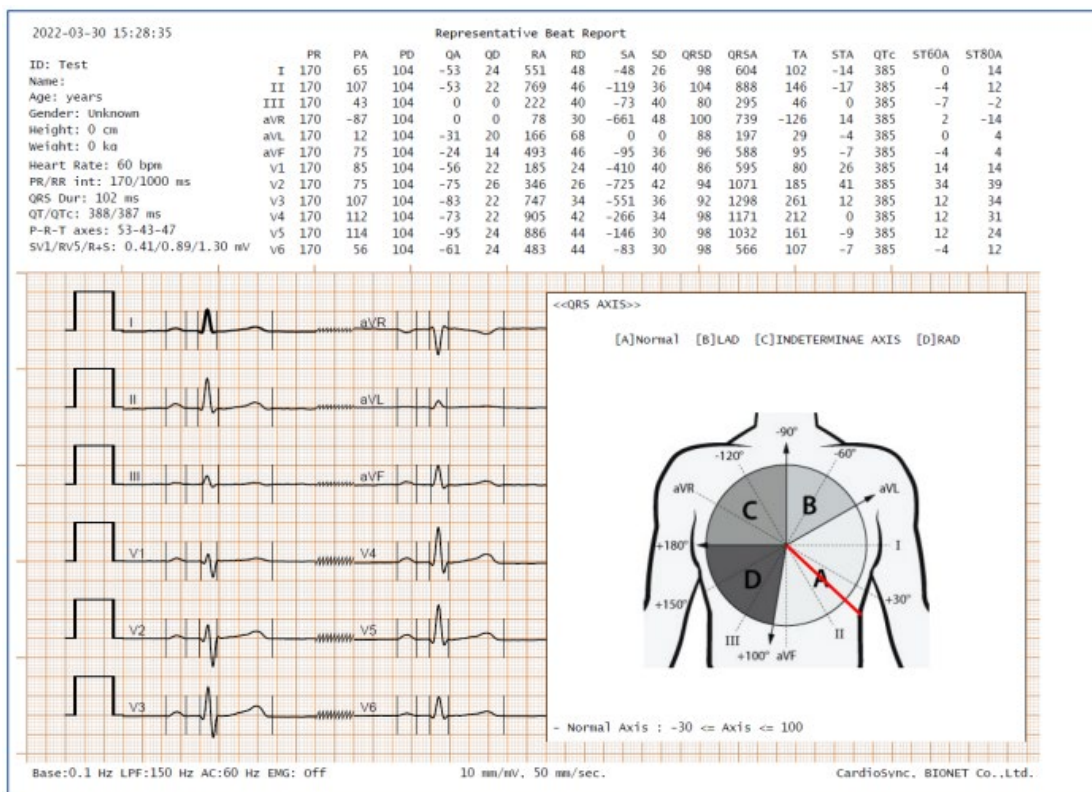 2022-03-30 15:28:35
Representative Beat Report
ID: Test
Name:
Age: years
Gender: Unknown
Height: 0 cm
Weight: 0 kg
Heart Rate: 60 bpm
PR/RR int: 170/1000 ms
QRS Dur: 102 ms
QT/QTc: 388/387 ms
P-R-T axes: 53-43-47
SV1/RV5/R+S: 0.41/0.89/1.30 mV
PR PA PD QA QD RA RD SA SD QRSD QRSA TA STA QTc ST60A ST80A
I 170 65 104 -53 24 551 48 -48 26 98 604 102 -14 385 0 14
II 170 107 104 -53 22 769 46 -119 36 104 888 146 -17 385 -4 12
III 170 43 104 0 0 222 40 -73 40 80 295 46 0 385 -7 -2
aVR 170 -87 104 0 0 78 30 -661 48 100 739 -126 14 385 2 -14
aVL 170 12 104 -31 20 166 68 0 0 88 197 29 -4 385 0 4
aVF 170 75 104 -24 14 493 46 -95 36 96 588 95 -7 385 -4 4
V1 170 85 104 -56 22 185 24 -410 40 86 595 80 26 385 14 14
V2 170 75 104 -75 26 346 26 -725 42 94 1071 185 41 385 34 39
V3 170 107 104 -83 22 747 34 -551 36 92 1298 261 12 385 12 34
V4 170 112 104 -73 22 905 42 -266 34 98 1171 212 0 385 12 31
V5 170 114 104 -95 24 886 44 -146 30 98 1032 161 -9 385 12 24
V6 170 56 104 -61 24 483 44 -83 30 98 566 107 -7 385 -4 12
I aVR
II aVL
III aVF
V1 V4
V2 V5
V3 V6
<<QRS AXIS>>
[A]Normal [B]LAD [C]INDETERMINAE AXIS [D]RAD
-90°
-120° -60°
aVR aVL
C B
+180° I
D A
+150° +30°
III II
+100° aVF
- Normal Axis : -30 <= Axis <= 100
Base:0.1 Hz LPF:150 Hz AC:60 Hz EMG: Off 10 mm/mV, 50 mm/sec. CardioSync, BIONET Co.,Ltd.